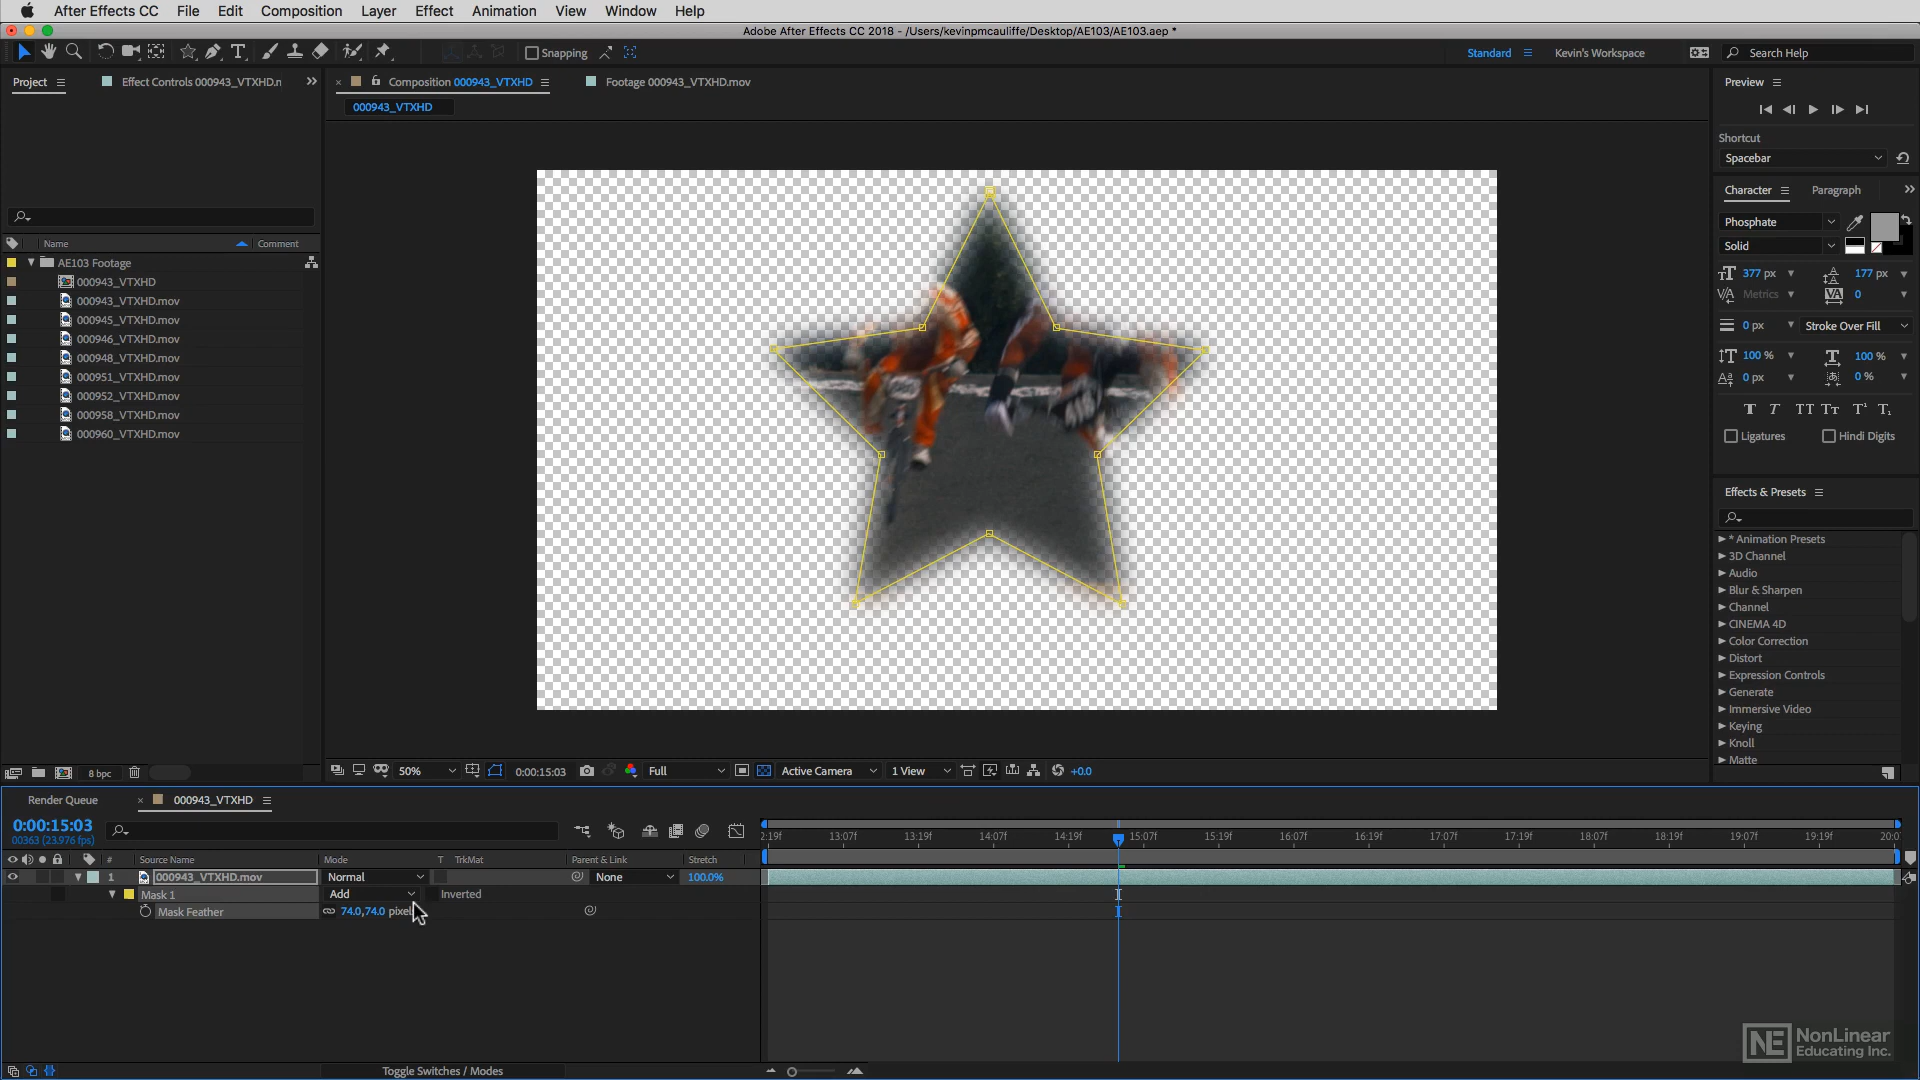 After Effects CC File Edit Composition Layer Effect Animation View Window Help
Adobe After Effects CC 2018 - /Users/kevinpmcauliffe/Desktop/AE103/AE103.aep *
Snapping Standard Kevin's Workspace Search Help
Project Effect Controls 000943_VTXHD.n Composition 000943_VTXHD Footage 000943_VTXHD.mov
000943_VTXHD
Preview
Shortcut
Spacebar
Character Paragraph
Phosphate
Solid
377 px 177 px
Metrics 0
0 px Stroke Over Fill
100 % 100 %
0 px 0 %
Ligatures Hindi Digits
Name Comment
AE103 Footage
000943_VTXHD
000943_VTXHD.mov
000945_VTXHD.mov
000946_VTXHD.mov
000948_VTXHD.mov
000951_VTXHD.mov
000952_VTXHD.mov
000958_VTXHD.mov
000960_VTXHD.mov
Effects & Presets
* Animation Presets
3D Channel
Audio
Blur & Sharpen
Channel
CINEMA 4D
Color Correction
Distort
Expression Controls
Generate
Immersive Video
Keying
Knoll
Matte
8 bpc
50% 0:00:15:03 Full Active Camera 1 View +0.0
Render Queue 000943_VTXHD
0:00:15:03
00363 (23.976 fps)
2:19f 13:07f 13:19f 14:07f 14:19f 15:07f 15:19f 16:07f 16:19f 17:07f 17:19f 18:07f 18:19f 19:07f 19:19f 20:0
# Source Name Mode T TrkMat Parent & Link Stretch
1 000943_VTXHD.mov Normal None 100.0%
Mask 1 Add Inverted
Mask Feather 74.0,74.0 pixel
Toggle Switches / Modes
NE NonLinear
Educating Inc.